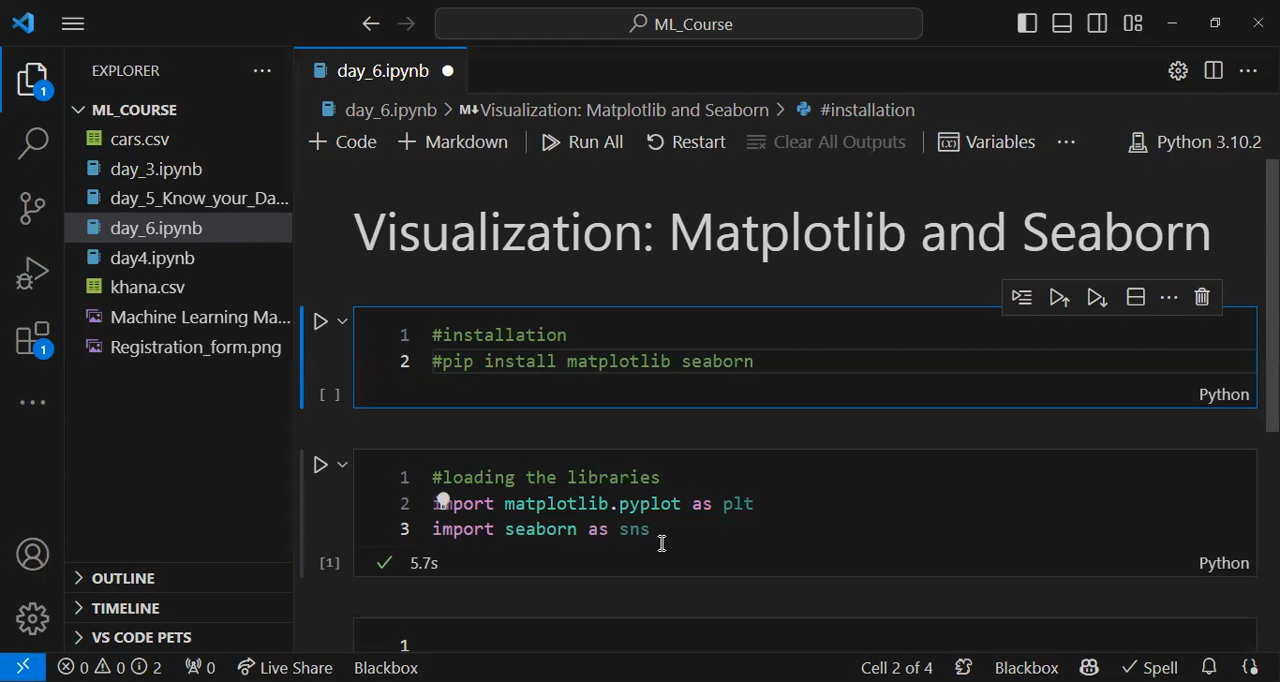 ML_Course
EXPLORER
1
ML_COURSE
cars.csv
day_3.ipynb
day_5_Know_your_Da...
day_6.ipynb
day4.ipynb
khana.csv
Machine Learning Ma...
Registration_form.png
1
OUTLINE
TIMELINE
VS CODE PETS
day_6.ipynb
day_6.ipynb > M↓Visualization: Matplotlib and Seaborn > #installation
+ Code + Markdown Run All Restart Clear All Outputs (x) Variables ... Python 3.10.2
Visualization: Matplotlib and Seaborn
1 #installation
2 #pip install matplotlib seaborn
[ ] Python
1 #loading the libraries
2 import matplotlib.pyplot as plt
3 import seaborn as sns
[1] 5.7s Python
1
0 0 2 0 Live Share Blackbox Cell 2 of 4 Blackbox Spell